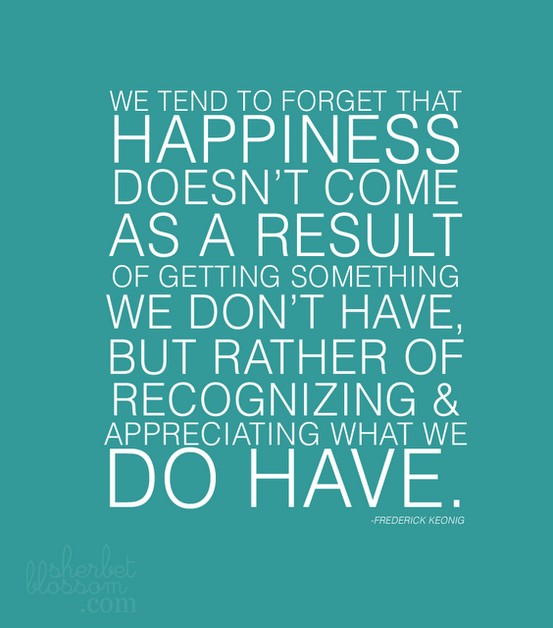 WE TEND TO FORGET THAT
HAPPINESS
DOESN'T COME
AS A RESULT
OF GETTING SOMETHING
WE DON'T HAVE,
BUT RATHER OF
RECOGNIZING &
APPRECIATING WHAT WE
DO HAVE.
-FREDERICK KEONIG
sherbet
blossom
.com